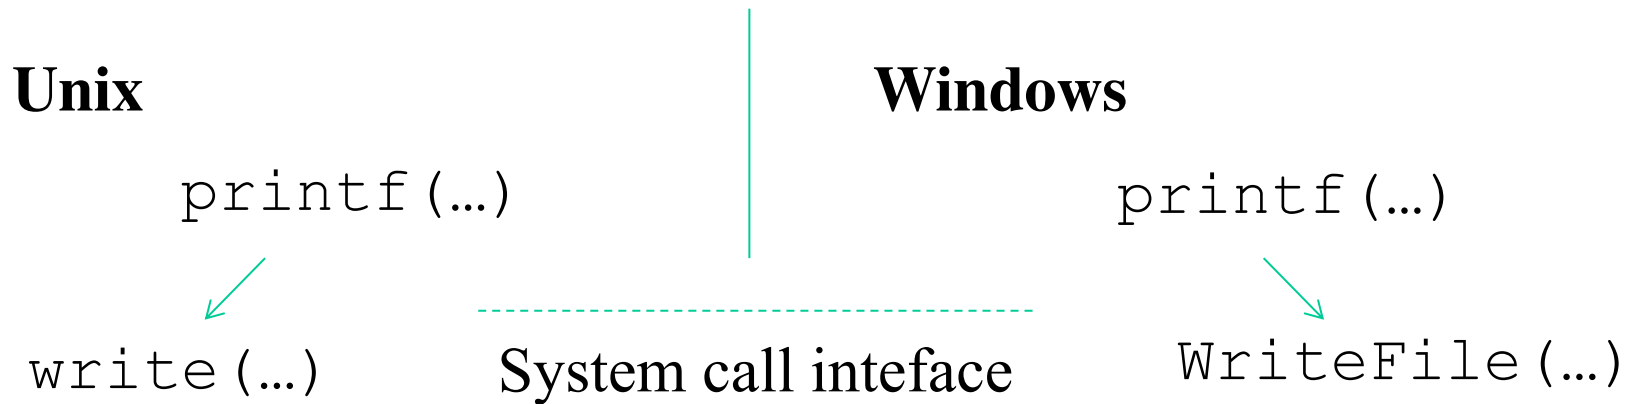 Unix
Windows
printf(…)
printf(…)
write(…)
System call inteface
WriteFile(…)